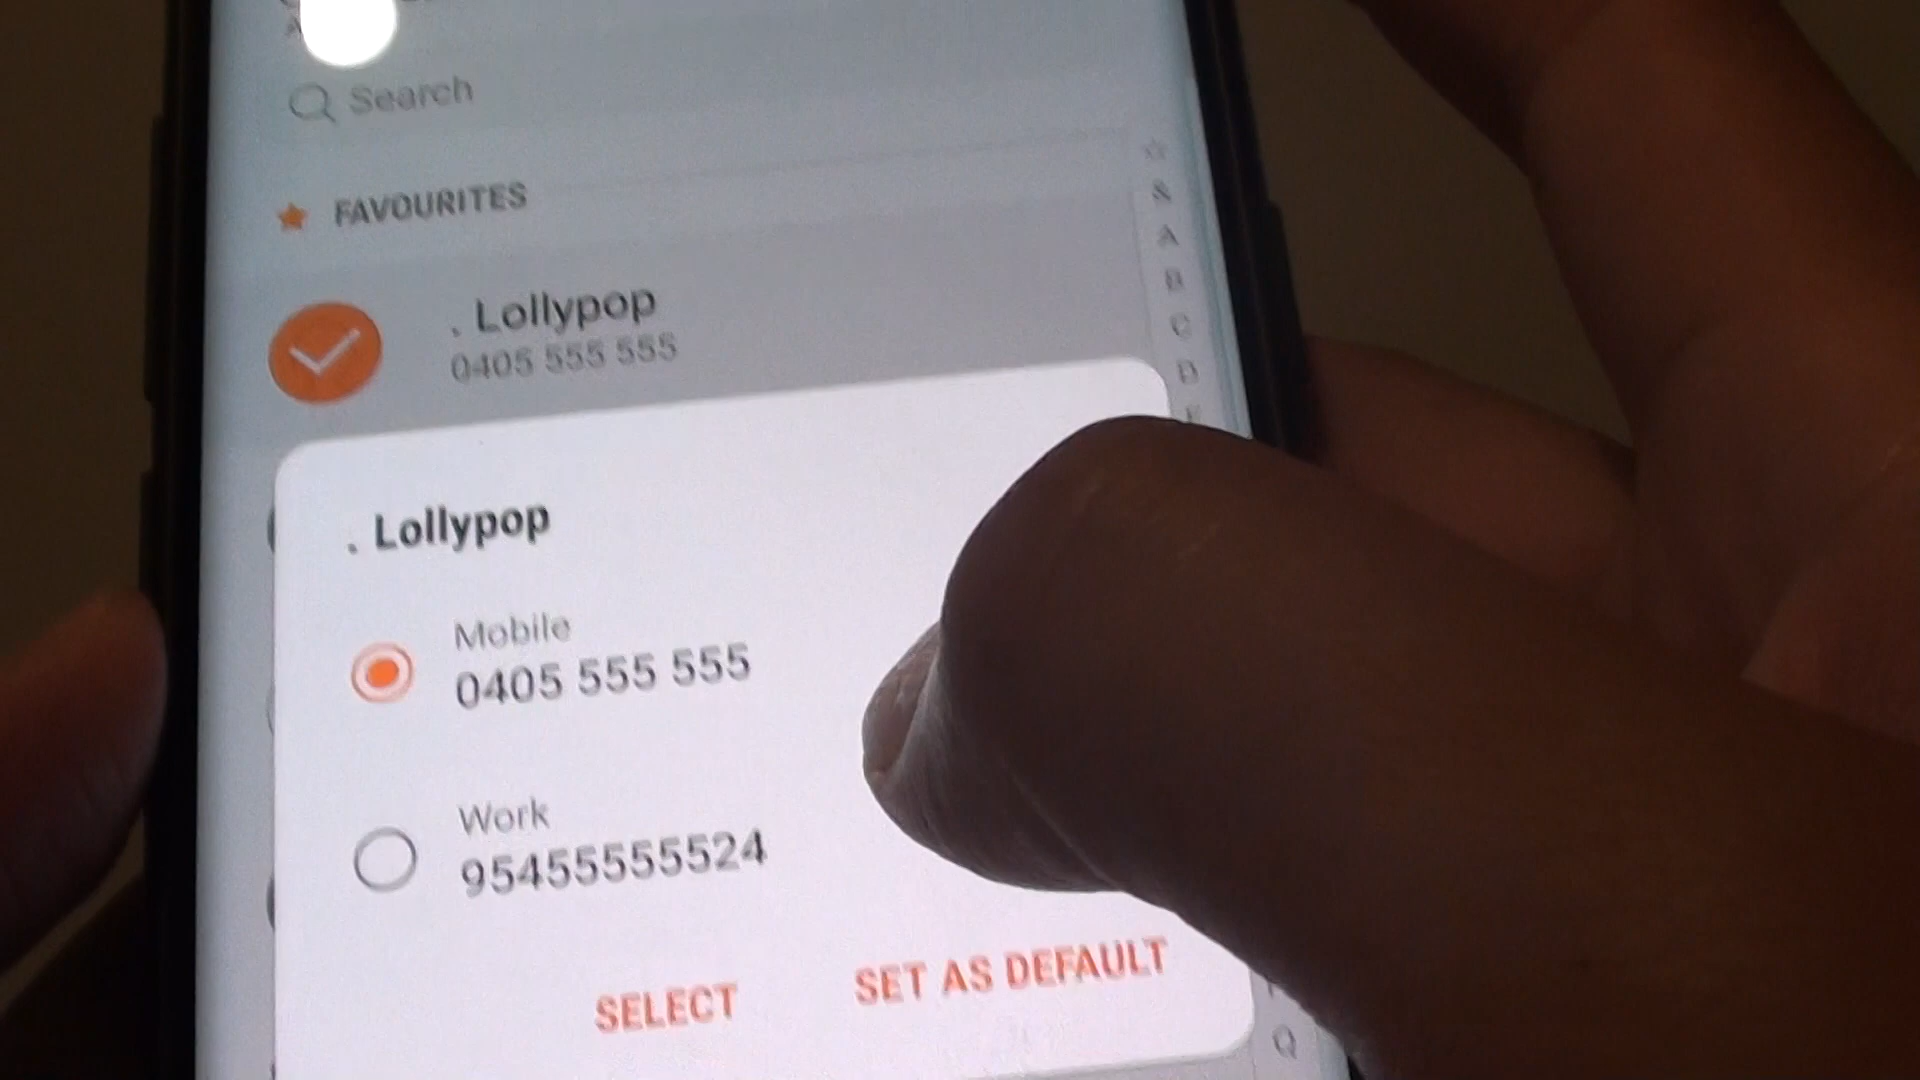 Search
FAVOURITES
. Lollypop
0405 555 555
. Lollypop
Mobile
0405 555 555
Work
95455555524
SELECT
SET AS DEFAULT
&
A
B
C
D
Q